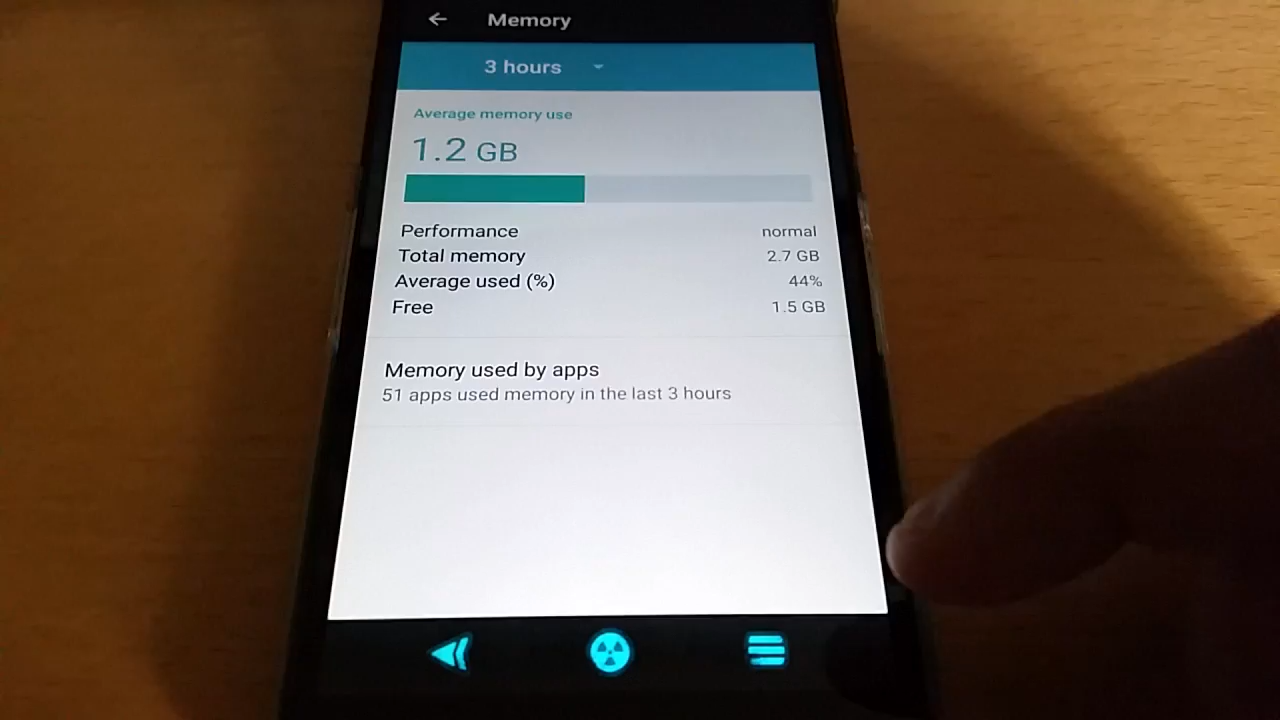 Memory
3 hours
Average memory use
1.2 GB
Performance normal
Total memory 2.7 GB
Average used (%) 44%
Free 1.5 GB
Memory used by apps
51 apps used memory in the last 3 hours